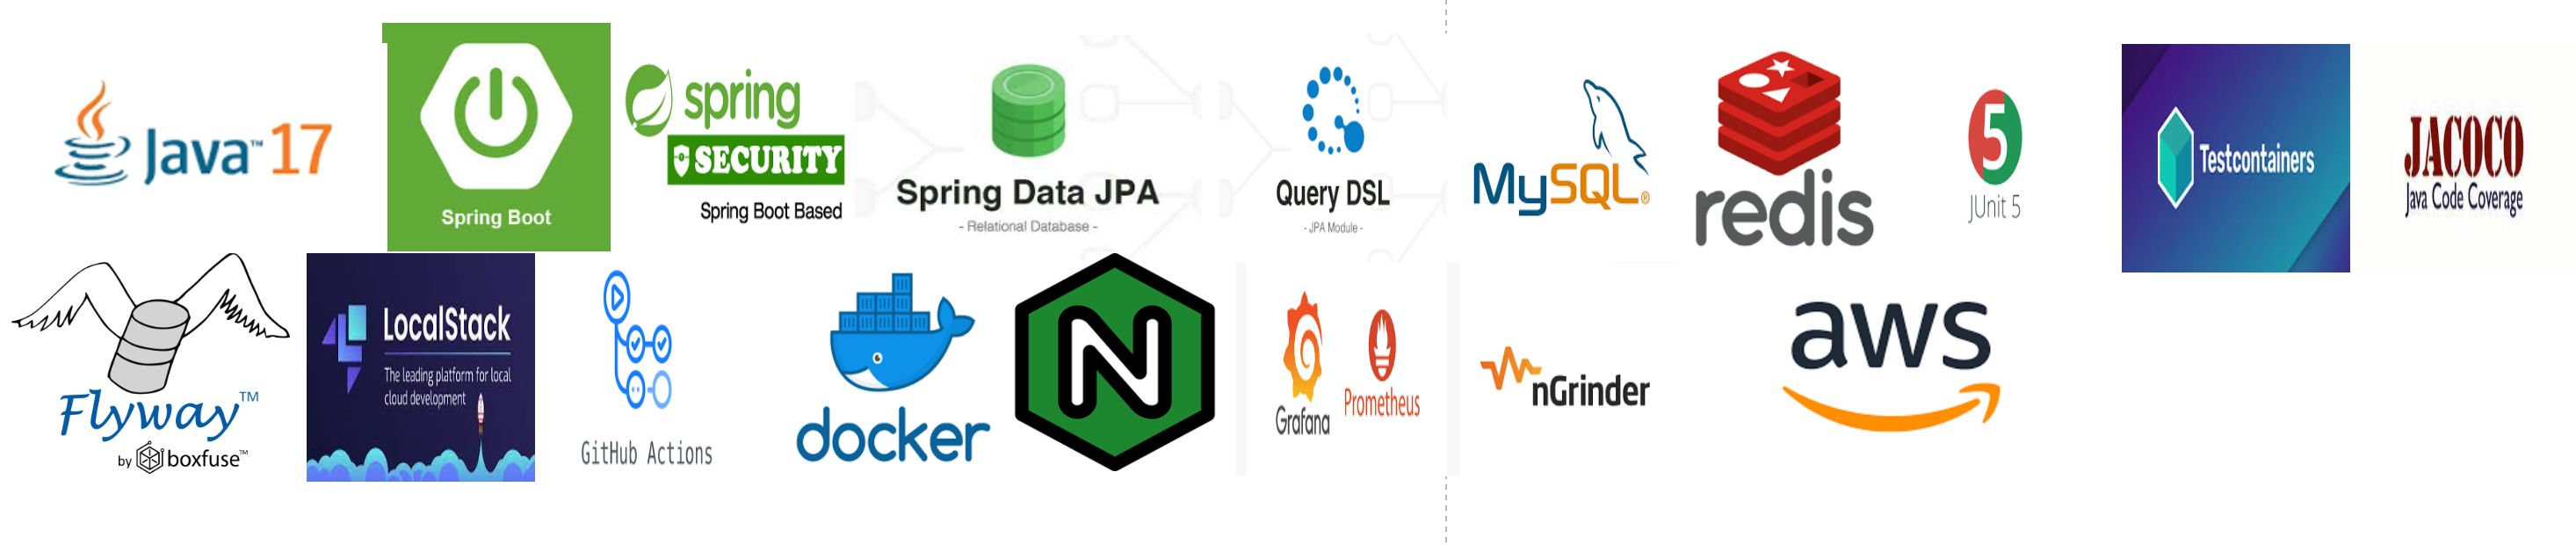 Java™ 17
Spring Boot
spring
SECURITY
Spring Boot Based
Spring Data JPA
- Relational Database -
Query DSL
- JPA Module -
MySQL®
redis
5
JUnit 5
Testcontainers
JACOCO
Java Code Coverage
Flyway™
by boxfuse™
LocalStack
The leading platform for local
cloud development
GitHub Actions
docker
N
Grafana
Prometheus
nGrinder
aws